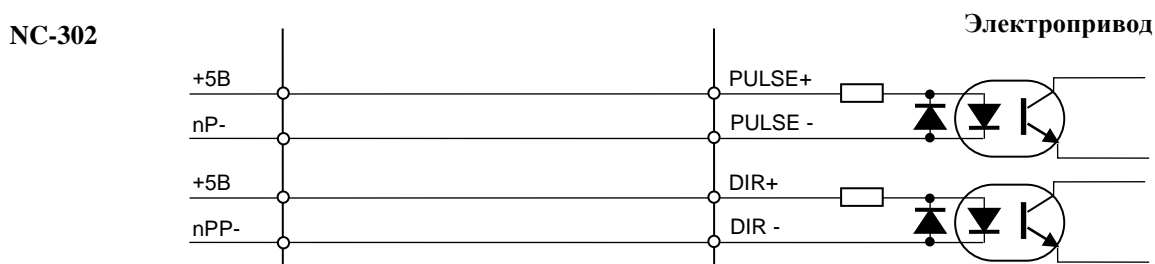 NC-302
Электропривод
+5В
PULSE+
nP-
PULSE -
+5В
DIR+
nPP-
DIR -